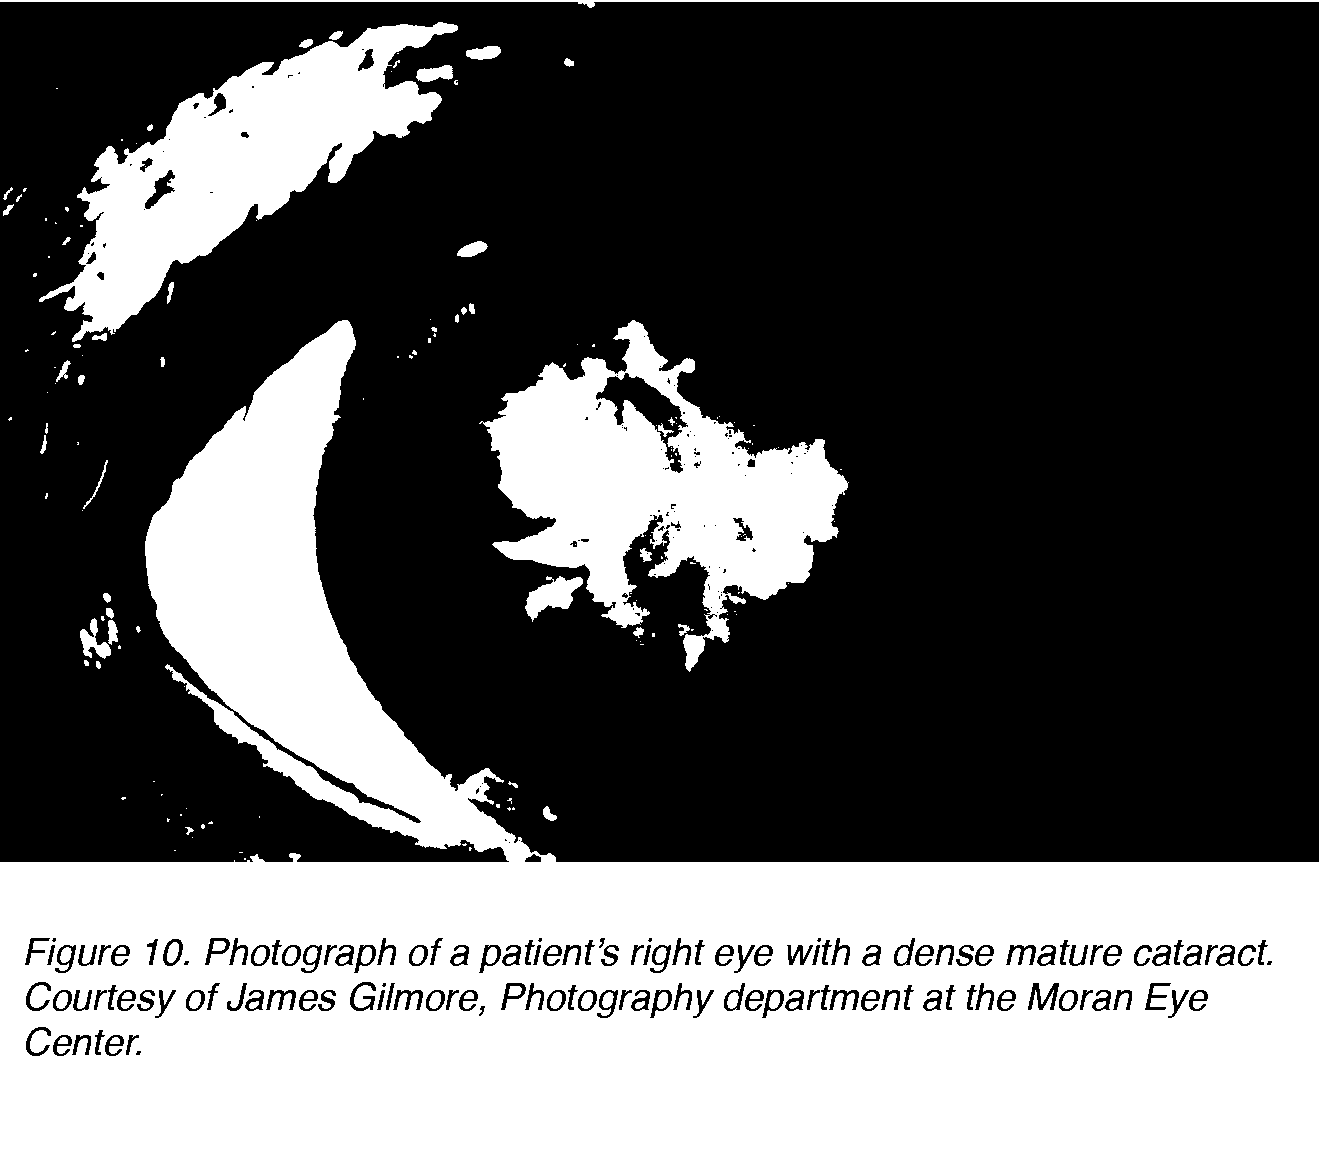 Figure 10. Photograph of a patient’s right eye with a dense mature cataract.
Courtesy of James Gilmore, Photography department at the Moran Eye
Center.